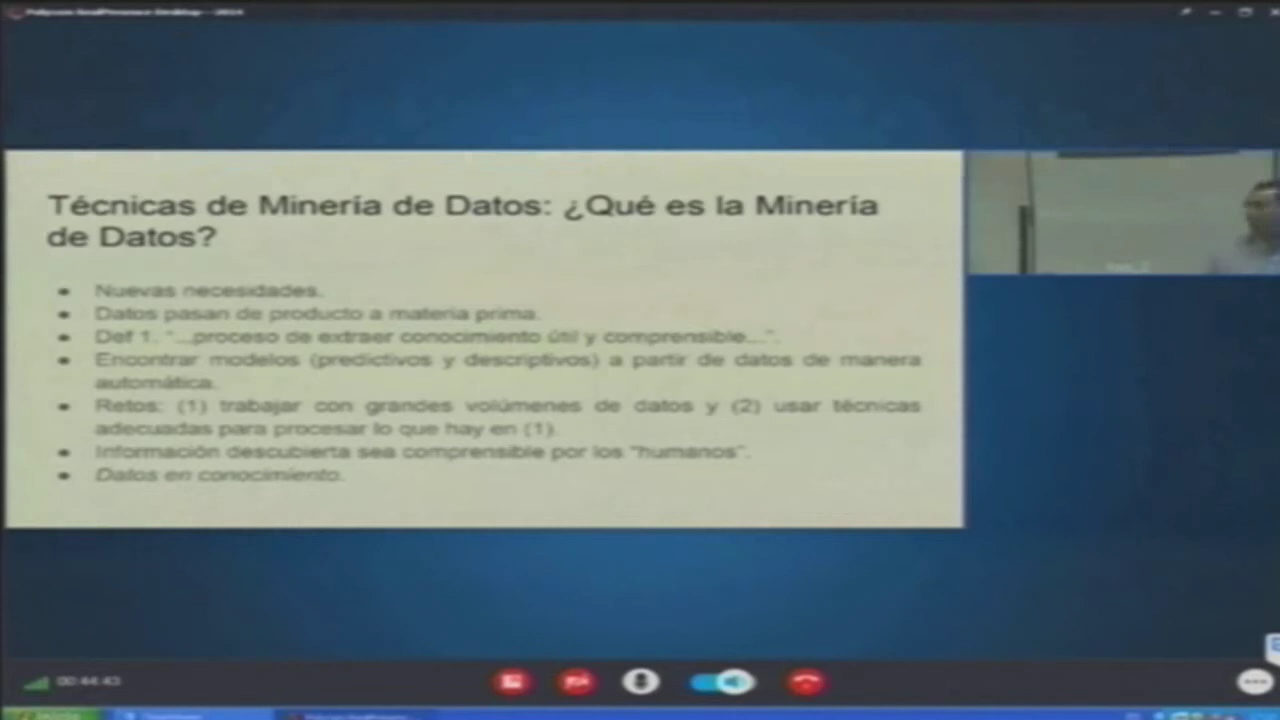 Polycom RealPresence Desktop
Técnicas de Minería de Datos: ¿Qué es la Minería
de Datos?
• Nuevas necesidades.
• Datos pasan de producto a materia prima.
• Def 1. "...proceso de extraer conocimiento útil y comprensible...".
• Encontrar modelos (predictivos y descriptivos) a partir de datos de manera
automática.
• Retos: (1) trabajar con grandes volúmenes de datos y (2) usar técnicas
adecuadas para procesar lo que hay en (1).
• Información descubierta sea comprensible por los "humanos".
• Datos en conocimiento.
00:44:43